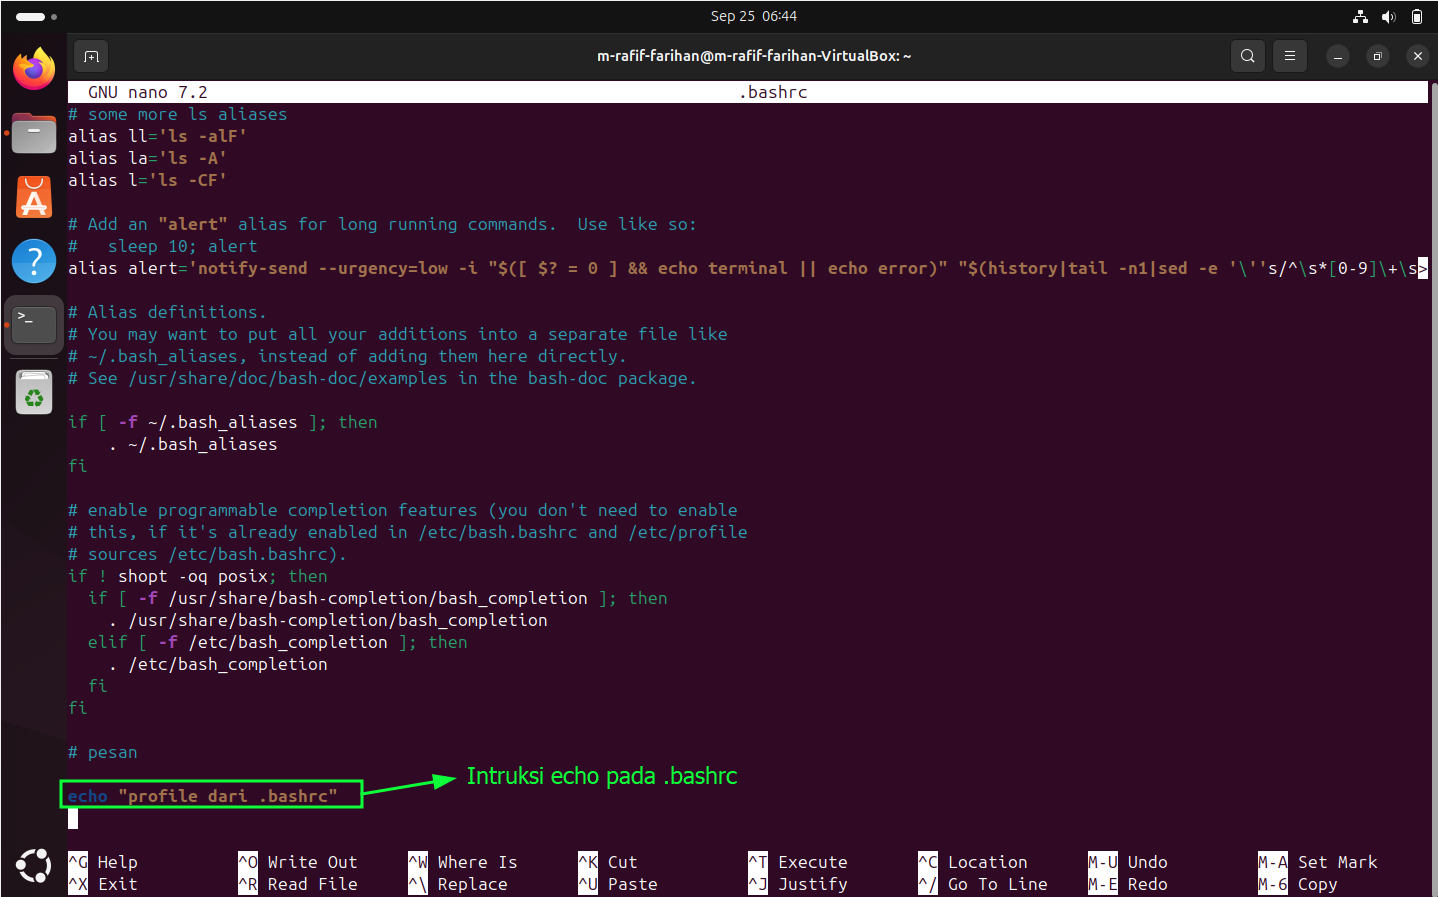 Sep 25 06:44
m-rafif-farihan@m-rafif-farihan-VirtualBox: ~
GNU nano 7.2 .bashrc
# some more ls aliases
alias ll='ls -alF'
alias la='ls -A'
alias l='ls -CF'
# Add an "alert" alias for long running commands.  Use like so:
#   sleep 10; alert
alias alert='notify-send --urgency=low -i "$([ $? = 0 ] && echo terminal || echo error)" "$(history|tail -n1|sed -e '\''s/^\s*[0-9]\+\s>
# Alias definitions.
# You may want to put all your additions into a separate file like
# ~/.bash_aliases, instead of adding them here directly.
# See /usr/share/doc/bash-doc/examples in the bash-doc package.
if [ -f ~/.bash_aliases ]; then
    . ~/.bash_aliases
fi
# enable programmable completion features (you don't need to enable
# this, if it's already enabled in /etc/bash.bashrc and /etc/profile
# sources /etc/bash.bashrc).
if ! shopt -oq posix; then
  if [ -f /usr/share/bash-completion/bash_completion ]; then
    . /usr/share/bash-completion/bash_completion
  elif [ -f /etc/bash_completion ]; then
    . /etc/bash_completion
  fi
fi
# pesan
Intruksi echo pada .bashrc
echo "profile dari .bashrc"
^G Help ^O Write Out ^W Where Is ^K Cut ^T Execute ^C Location M-U Undo M-A Set Mark
^X Exit ^R Read File ^\ Replace ^U Paste ^J Justify ^/ Go To Line M-E Redo M-6 Copy